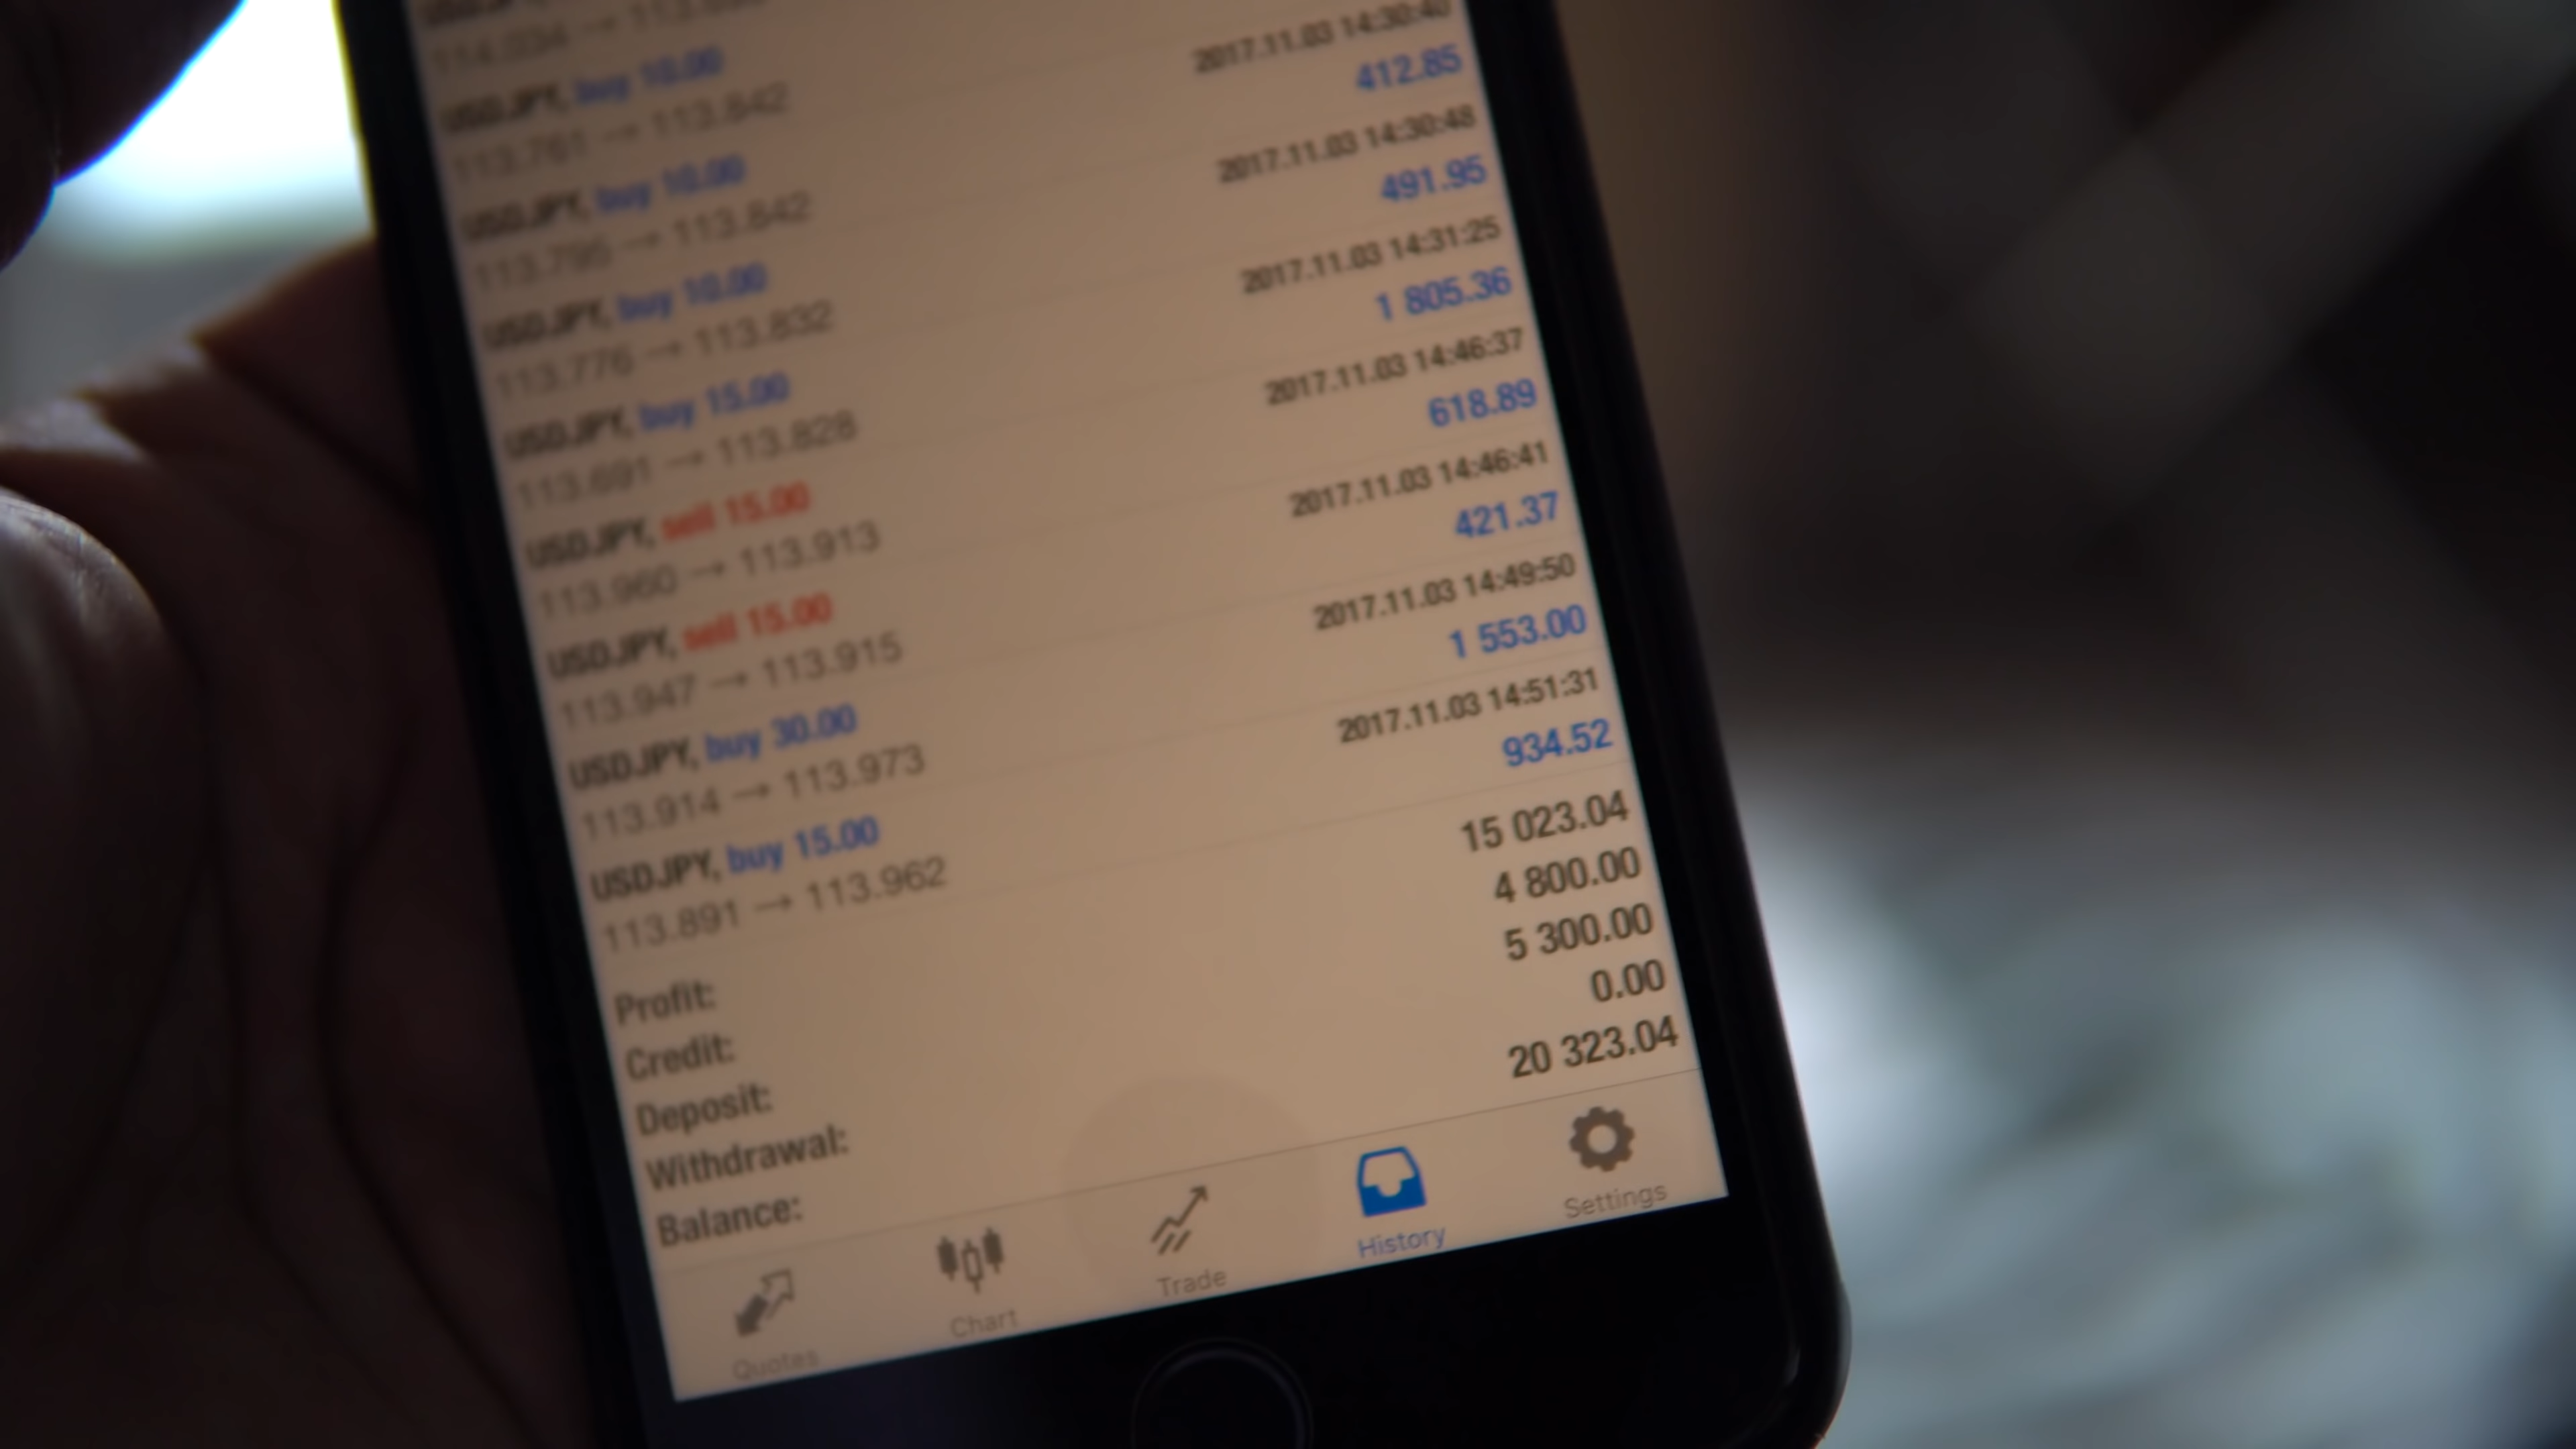 USDJPY, buy 10.00
113.761 → 113.842
USDJPY, buy 10.00 2017.11.03 14:30:40
113.795 → 113.842 412.85
USDJPY, buy 10.00 2017.11.03 14:30:48
113.776 → 113.832 491.95
USDJPY, buy 15.00 2017.11.03 14:31:25
113.691 → 113.828 1 805.36
USDJPY, sell 15.00 2017.11.03 14:46:37
113.960 → 113.913 618.89
USDJPY, sell 15.00 2017.11.03 14:46:41
113.947 → 113.915 421.37
USDJPY, buy 30.00 2017.11.03 14:49:50
113.914 → 113.973 1 553.00
USDJPY, buy 15.00 2017.11.03 14:51:31
113.891 → 113.962 934.52
Profit: 15 023.04
Credit: 4 800.00
Deposit: 5 300.00
Withdrawal: 0.00
Balance: 20 323.04
Quotes Chart Trade History Settings